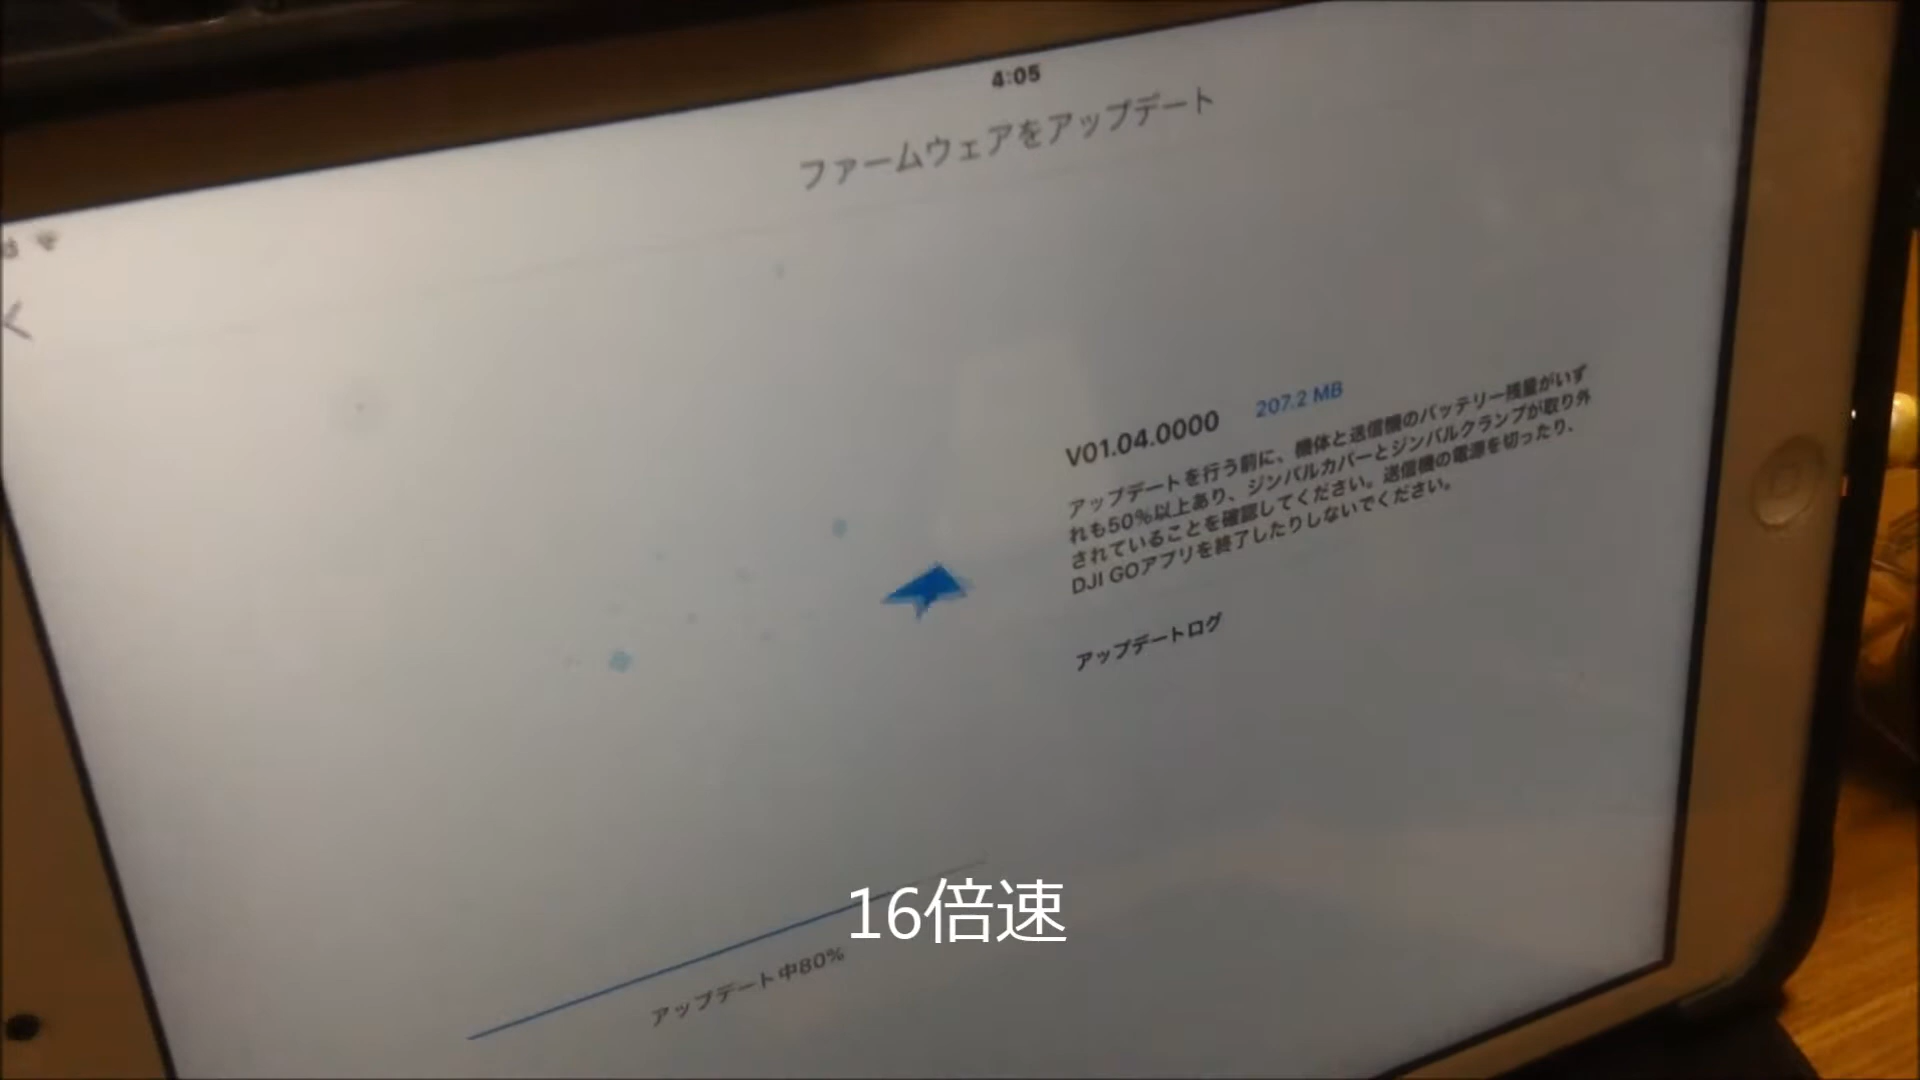 4:05
ファームウェアをアップデート
V01.04.0000 207.2 MB
アップデートを行う前に、機体と送信機のバッテリー残量がいず
れも50%以上あり、ジンバルカバーとジンバルクランプが取り外
されていることを確認してください。送信機の電源を切ったり、
DJI GOアプリを終了したりしないでください。
アップデートログ
16倍速
アップデート中80%